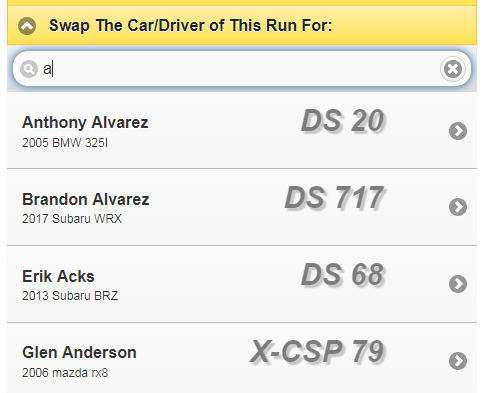 Swap The Car/Driver of This Run For:
a
Anthony Alvarez
DS 20
2005 BMW 325I
Brandon Alvarez
DS 717
2017 Subaru WRX
Erik Acks
DS 68
2013 Subaru BRZ
Glen Anderson
X-CSP 79
2006 mazda rx8